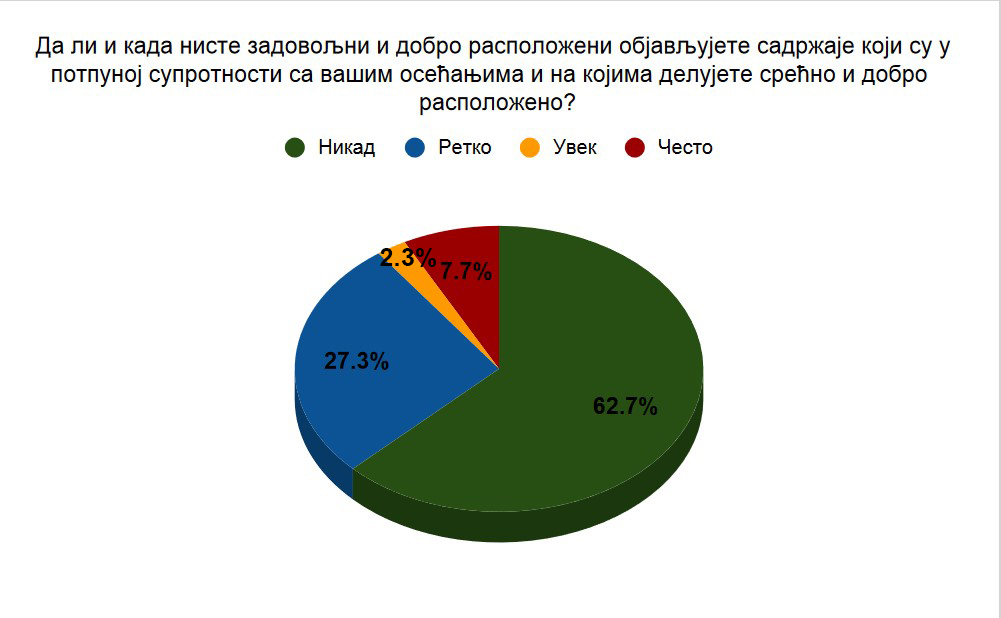 Да ли и када нисте задовољни и добро расположени објављујете садржаје који су у
потпуној супротности са вашим осећањима и на којима делујете срећно и добро
расположено?
Никад Ретко Увек Често
2.3%
7.7%
27.3%
62.7%